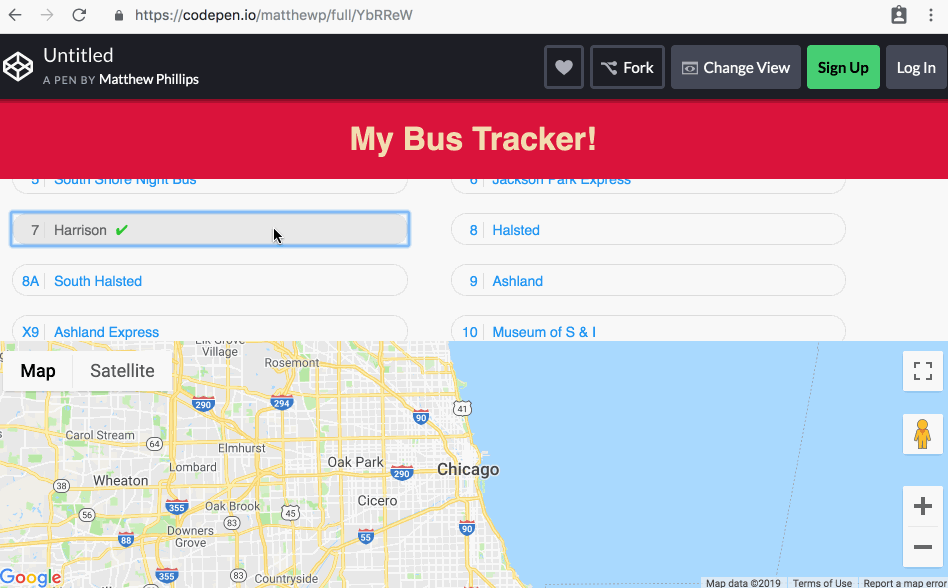 https://codepen.io/matthewp/full/YbRReW
Untitled
A PEN BY Matthew Phillips
Fork
Change View
Sign Up
Log In
My Bus Tracker!
5 South Shore Night Bus
6 Jackson Park Express
7 Harrison ✔
8 Halsted
8A South Halsted
9 Ashland
X9 Ashland Express
10 Museum of S & I
Map
Satellite
Elk Grove
Village
Rosemont
290
294
90
41
Carol Stream
64
Elmhurst
Lombard
Oak Park
290
Chicago
Wheaton
38
Cicero
355
Oak Brook
56
83
45
90
88
Downers
Grove
55
355
83
Countryside
Google
Map data ©2019
Terms of Use
Report a map error